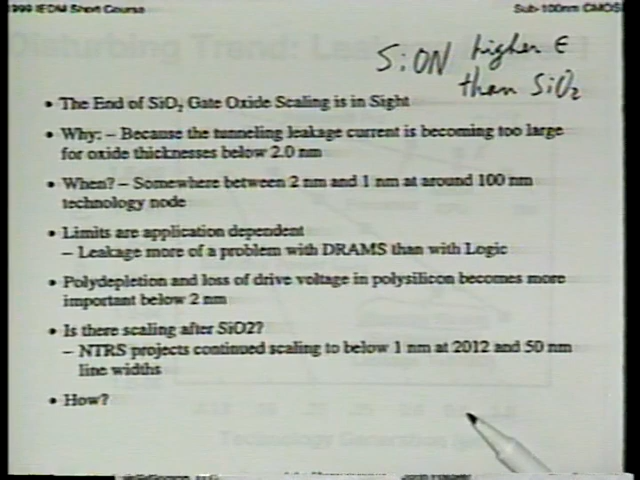 1999 IEDM Short Course
Sub-100nm CMOS
Disturbing Trend:
SiON higher ϵ
than SiO₂
• The End of SiO₂ Gate Oxide Scaling is in Sight
• Why: – Because the tunneling leakage current is becoming too large
for oxide thicknesses below 2.0 nm
• When? – Somewhere between 2 nm and 1 nm at around 100 nm
technology node
• Limits are application dependent
– Leakage more of a problem with DRAMS than with Logic
• Polydepletion and loss of drive voltage in polysilicon becomes more
important below 2 nm
• Is there scaling after SiO2?
– NTRS projects continued scaling to below 1 nm at 2012 and 50 nm
line widths
• How?
Technology Generation